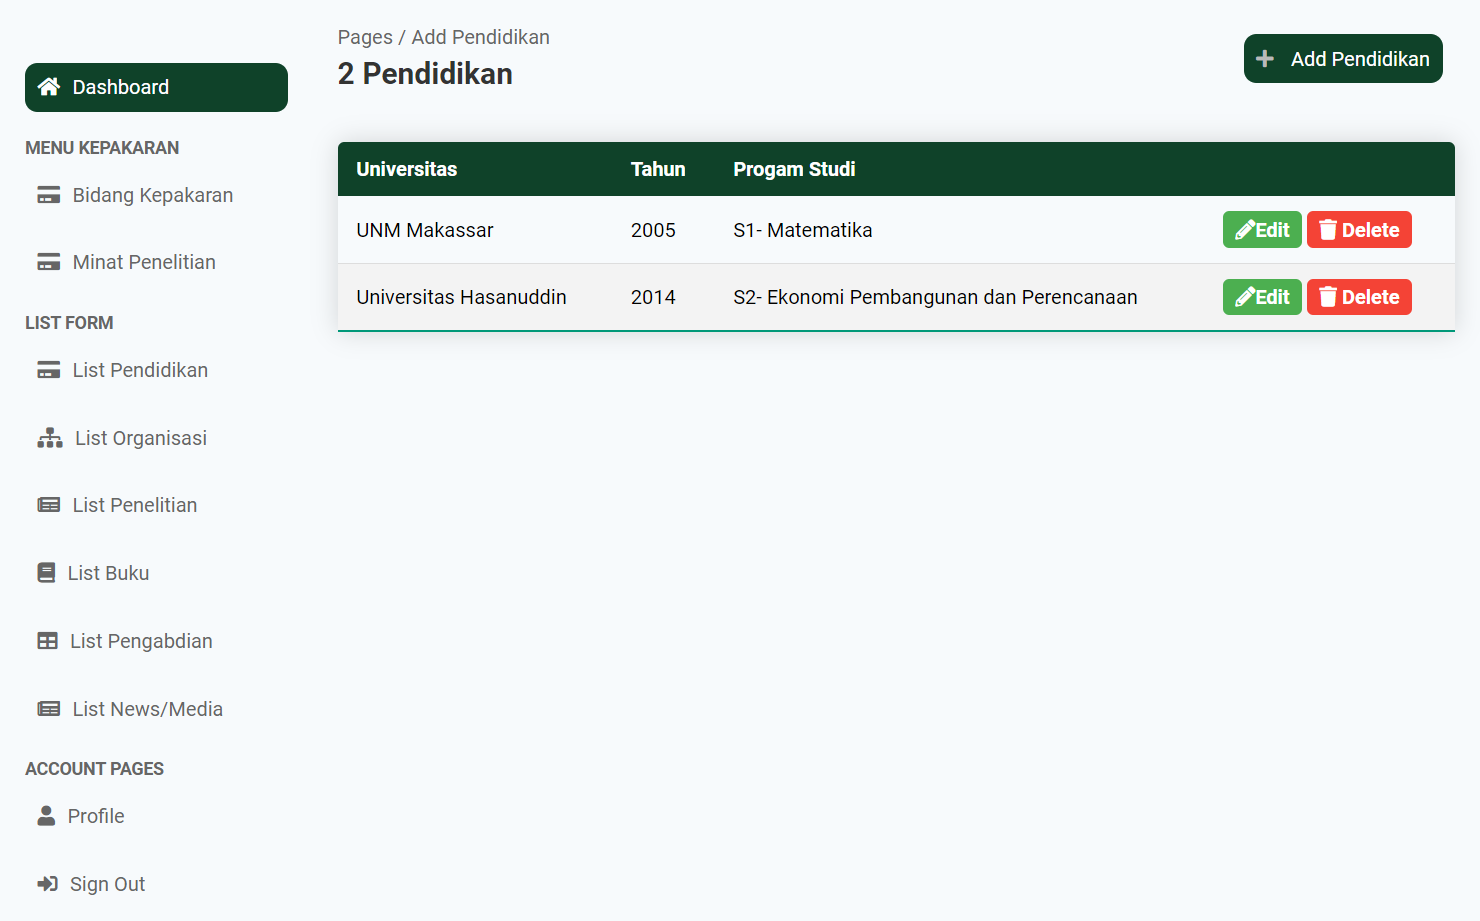 Dashboard
MENU KEPAKARAN
Bidang Kepakaran
Minat Penelitian
LIST FORM
List Pendidikan
List Organisasi
List Penelitian
List Buku
List Pengabdian
List News/Media
ACCOUNT PAGES
Profile
Sign Out
Pages / Add Pendidikan
2 Pendidikan
Add Pendidikan
Universitas Tahun Progam Studi
UNM Makassar 2005 S1- Matematika Edit Delete
Universitas Hasanuddin 2014 S2- Ekonomi Pembangunan dan Perencanaan Edit Delete